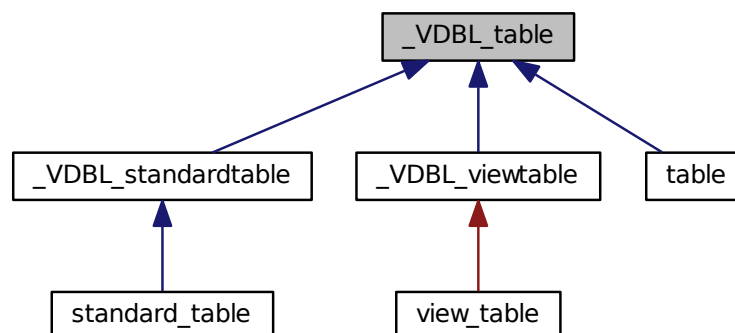 _VDBL_table
_VDBL_standardtable
_VDBL_viewtable
table
standard_table
view_table